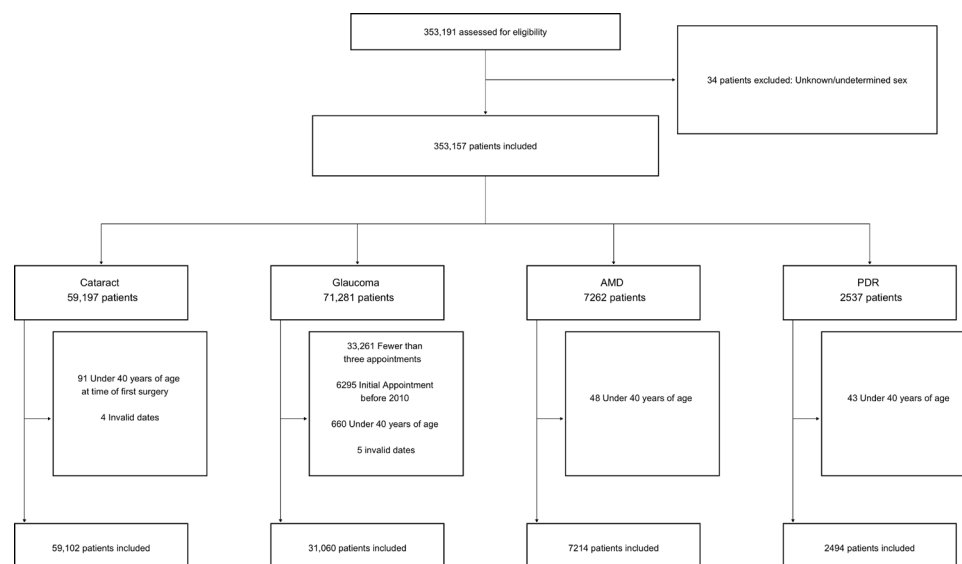 353,191 assessed for eligibility
34 patients excluded: Unknown/undetermined sex
353,157 patients included
Cataract
59,197 patients
Glaucoma
71,281 patients
AMD
7262 patients
PDR
2537 patients
91 Under 40 years of age
at time of first surgery
4 Invalid dates
33,261 Fewer than
three appointments
6295 Initial Appointment
before 2010
660 Under 40 years of age
5 invalid dates
48 Under 40 years of age
43 Under 40 years of age
59,102 patients included
31,060 patients included
7214 patients included
2494 patients included